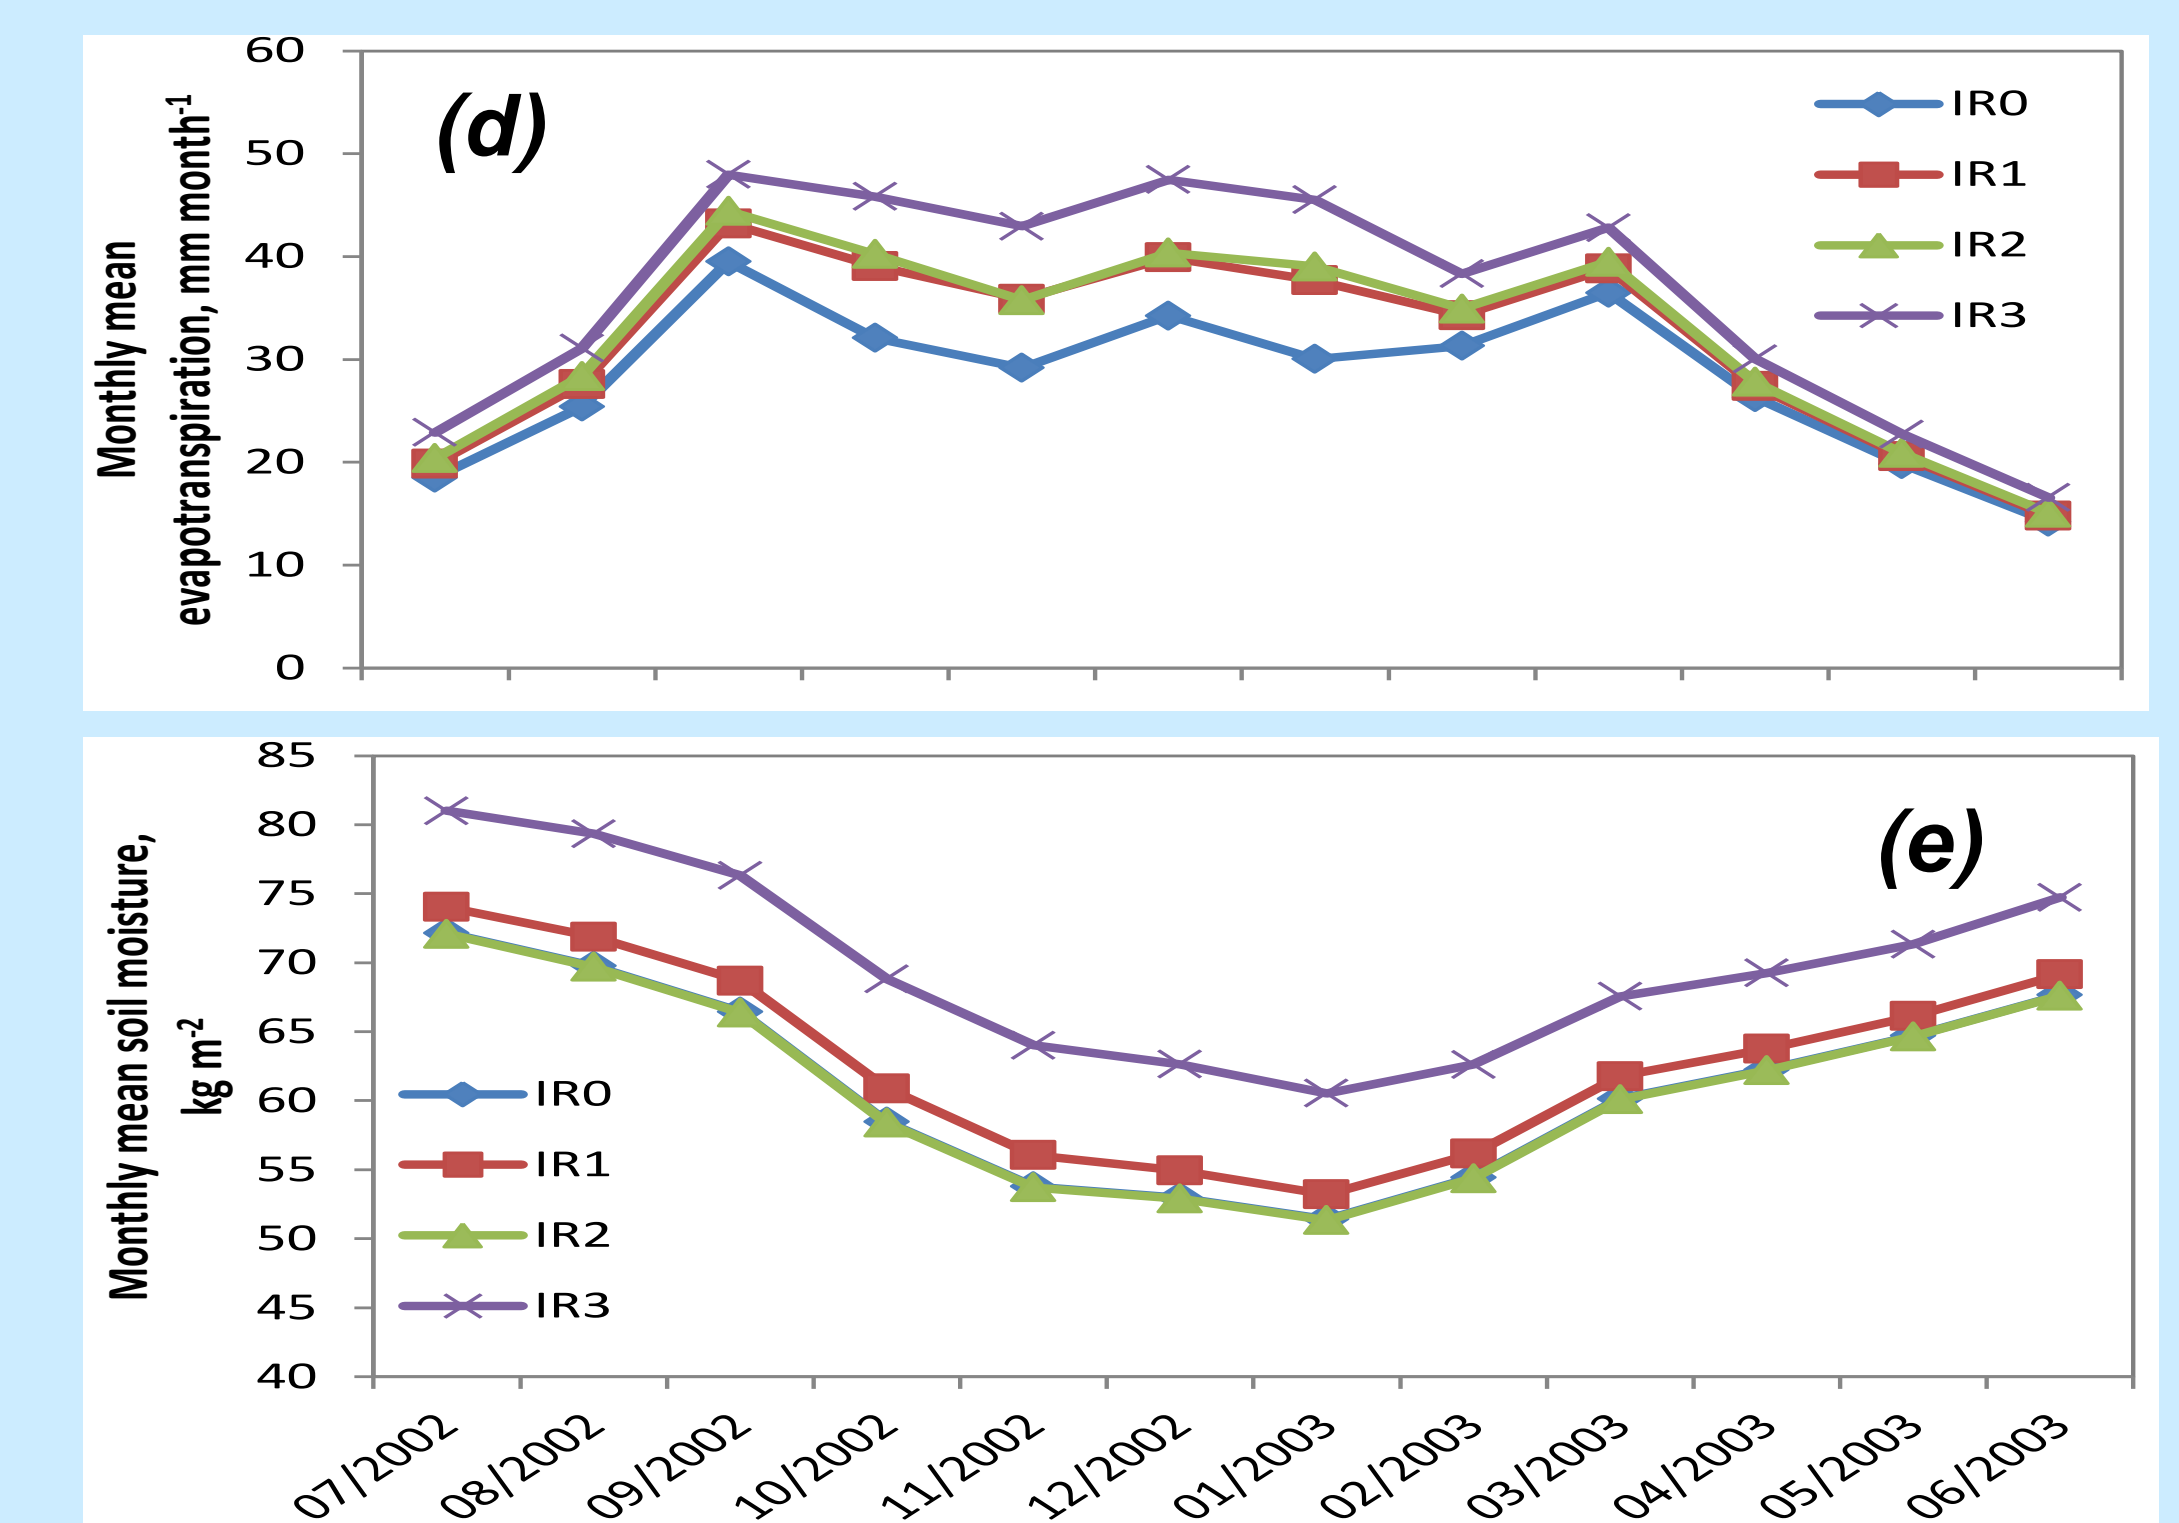 60
50
40
30
20
10
0
Monthly mean
evapotranspiration, mm month-1
(d)
IR0
IR1
IR2
IR3
85
80
75
70
65
60
55
50
45
40
Monthly mean soil moisture,
kg m-2
(e)
IR0
IR1
IR2
IR3
07/2002
08/2002
09/2002
10/2002
11/2002
12/2002
01/2003
02/2003
03/2003
04/2003
05/2003
06/2003